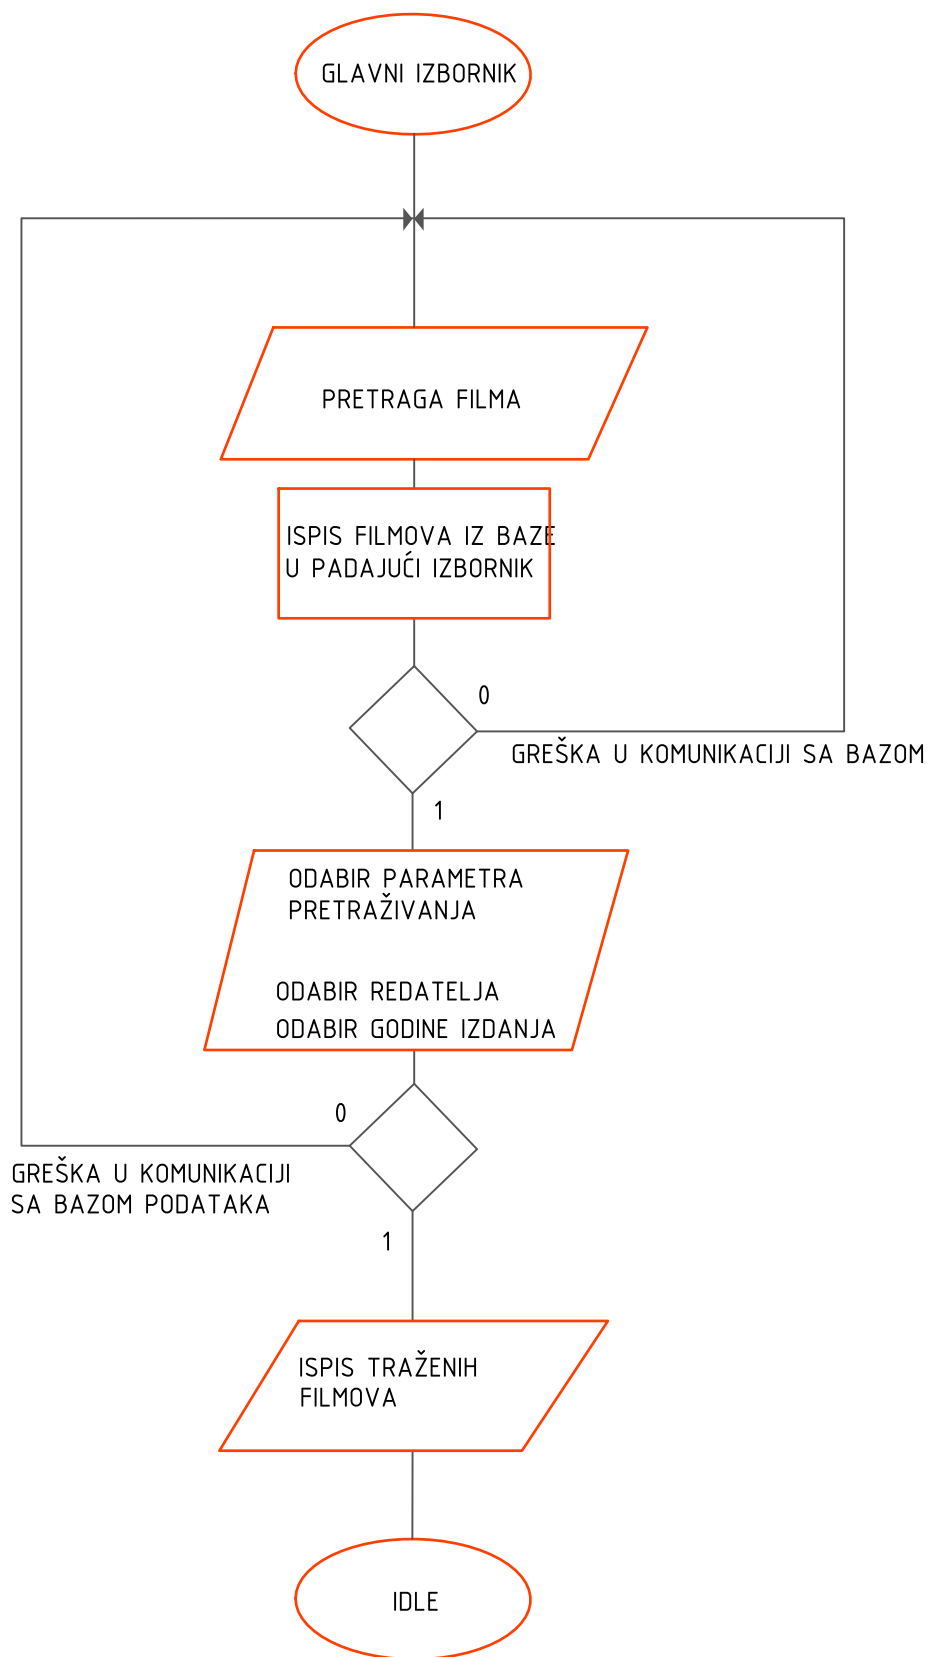 GLAVNI IZBORNIK
PRETRAGA FILMA
ISPIS FILMOVA IZ BAZE
U PADAJUĆI IZBORNIK
0
GREŠKA U KOMUNIKACIJI SA BAZOM
1
ODABIR PARAMETRA
PRETRAŽIVANJA
ODABIR REDATELJA
ODABIR GODINE IZDANJA
0
GREŠKA U KOMUNIKACIJI
SA BAZOM PODATAKA
1
ISPIS TRAŽENIH
FILMOVA
IDLE